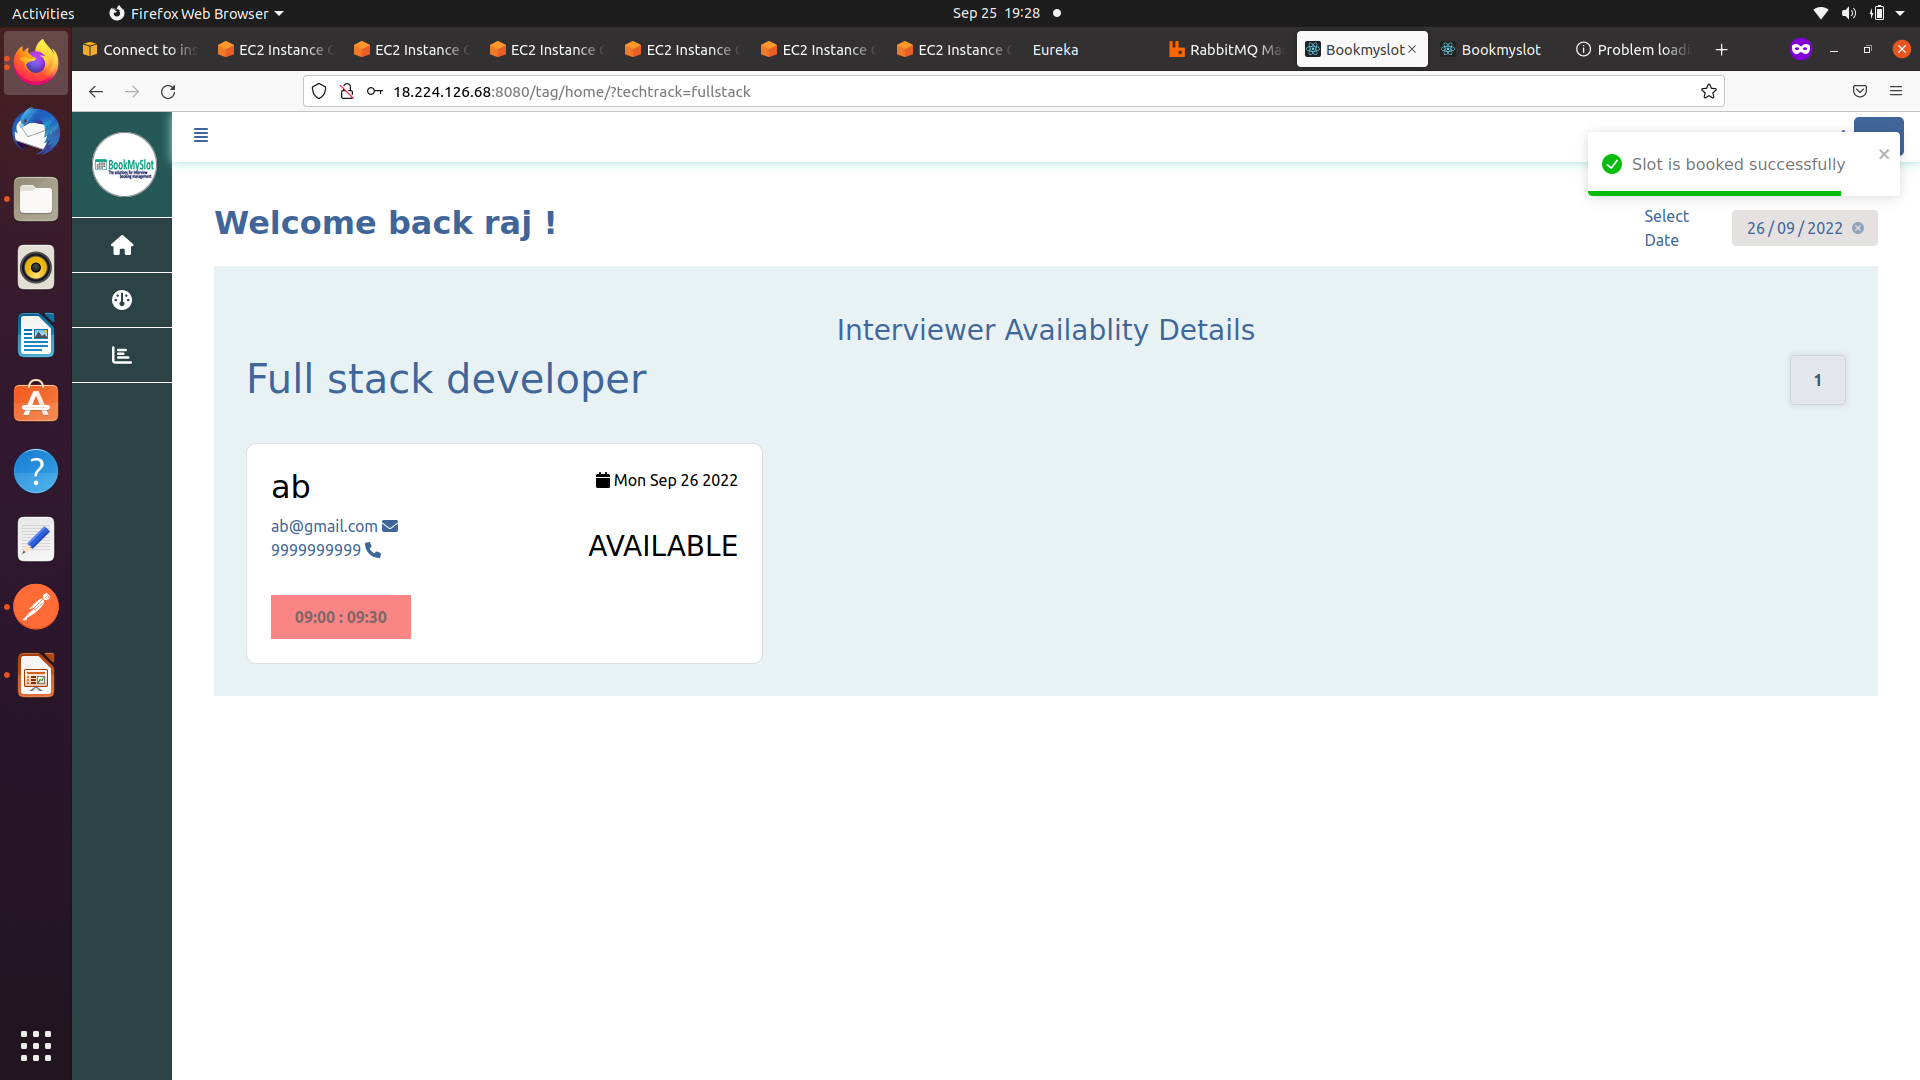 Activities
Firefox Web Browser
Sep 25 19:28
Connect to ins
EC2 Instance C
EC2 Instance C
EC2 Instance C
EC2 Instance C
EC2 Instance C
EC2 Instance C
Eureka
RabbitMQ Ma
Bookmyslot
Bookmyslot
Problem loadi
18.224.126.68:8080/tag/home/?techtrack=fullstack
BookMySlot
Slot is booked successfully
Welcome back raj !
Select
Date
26/09/2022
Interviewer Availablity Details
Full stack developer
1
ab
Mon Sep 26 2022
ab@gmail.com
9999999999
AVAILABLE
09:00 : 09:30